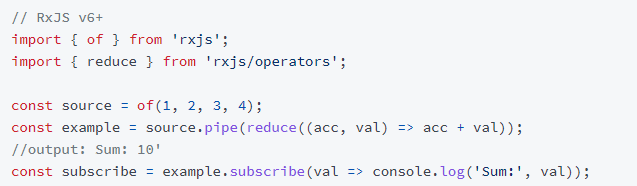 // RxJS v6+
import { of } from 'rxjs';
import { reduce } from 'rxjs/operators';
const source = of(1, 2, 3, 4);
const example = source.pipe(reduce((acc, val) => acc + val));
//output: Sum: 10'
const subscribe = example.subscribe(val => console.log('Sum:', val));